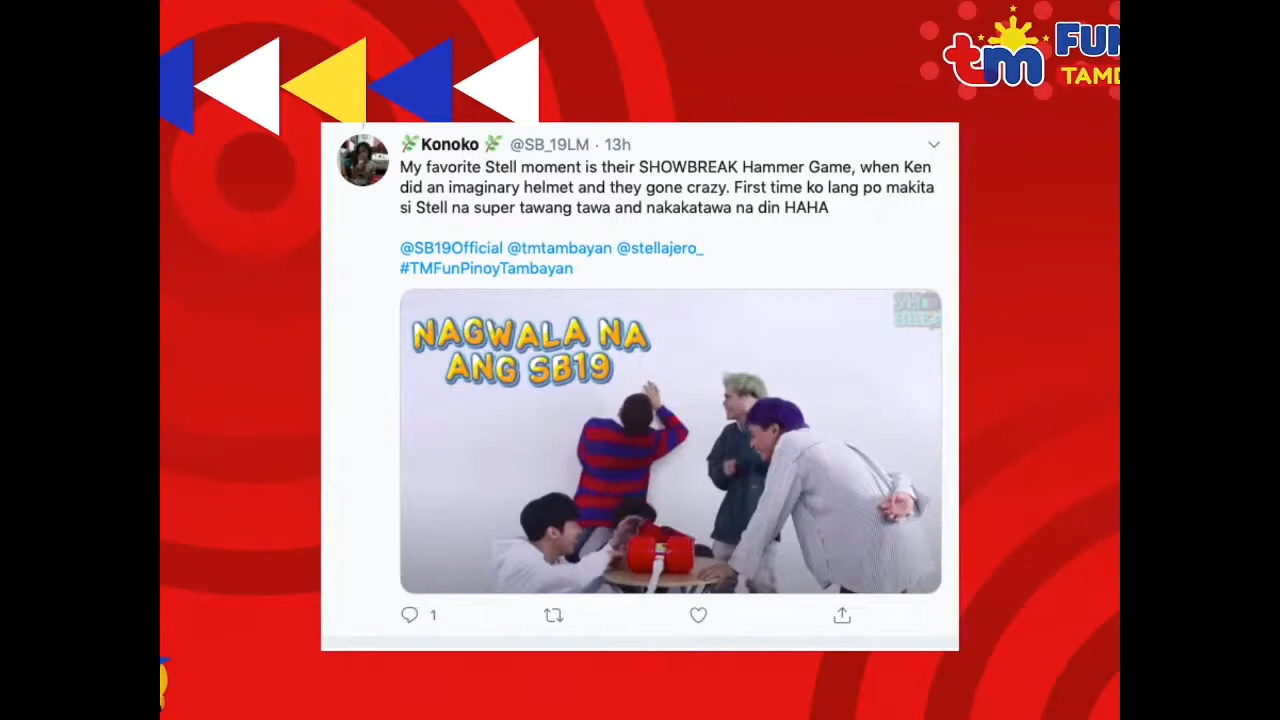 tm FUN
TAMB
Konoko @SB_19LM · 13h
My favorite Stell moment is their SHOWBREAK Hammer Game, when Ken
did an imaginary helmet and they gone crazy. First time ko lang po makita
si Stell na super tawang tawa and nakakatawa na din HAHA
@SB19Official @tmtambayan @stellajero_
#TMFunPinoyTambayan
NAGWALA NA
ANG SB19
1